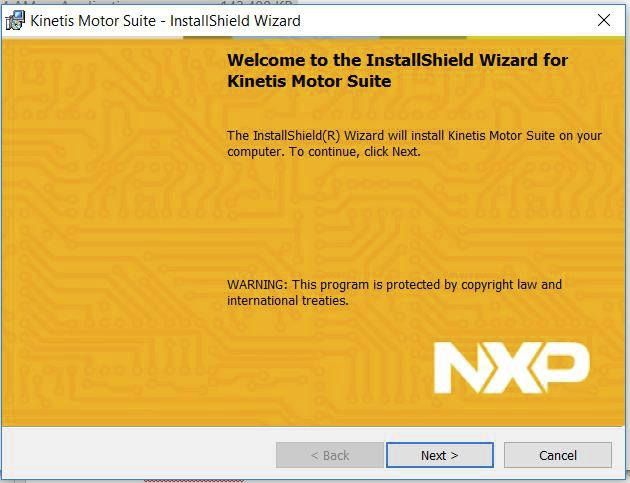 Kinetis Motor Suite - InstallShield Wizard
Welcome to the InstallShield Wizard for
Kinetis Motor Suite
The InstallShield(R) Wizard will install Kinetis Motor Suite on your
computer. To continue, click Next.
WARNING: This program is protected by copyright law and
international treaties.
NXP
< Back
Next >
Cancel